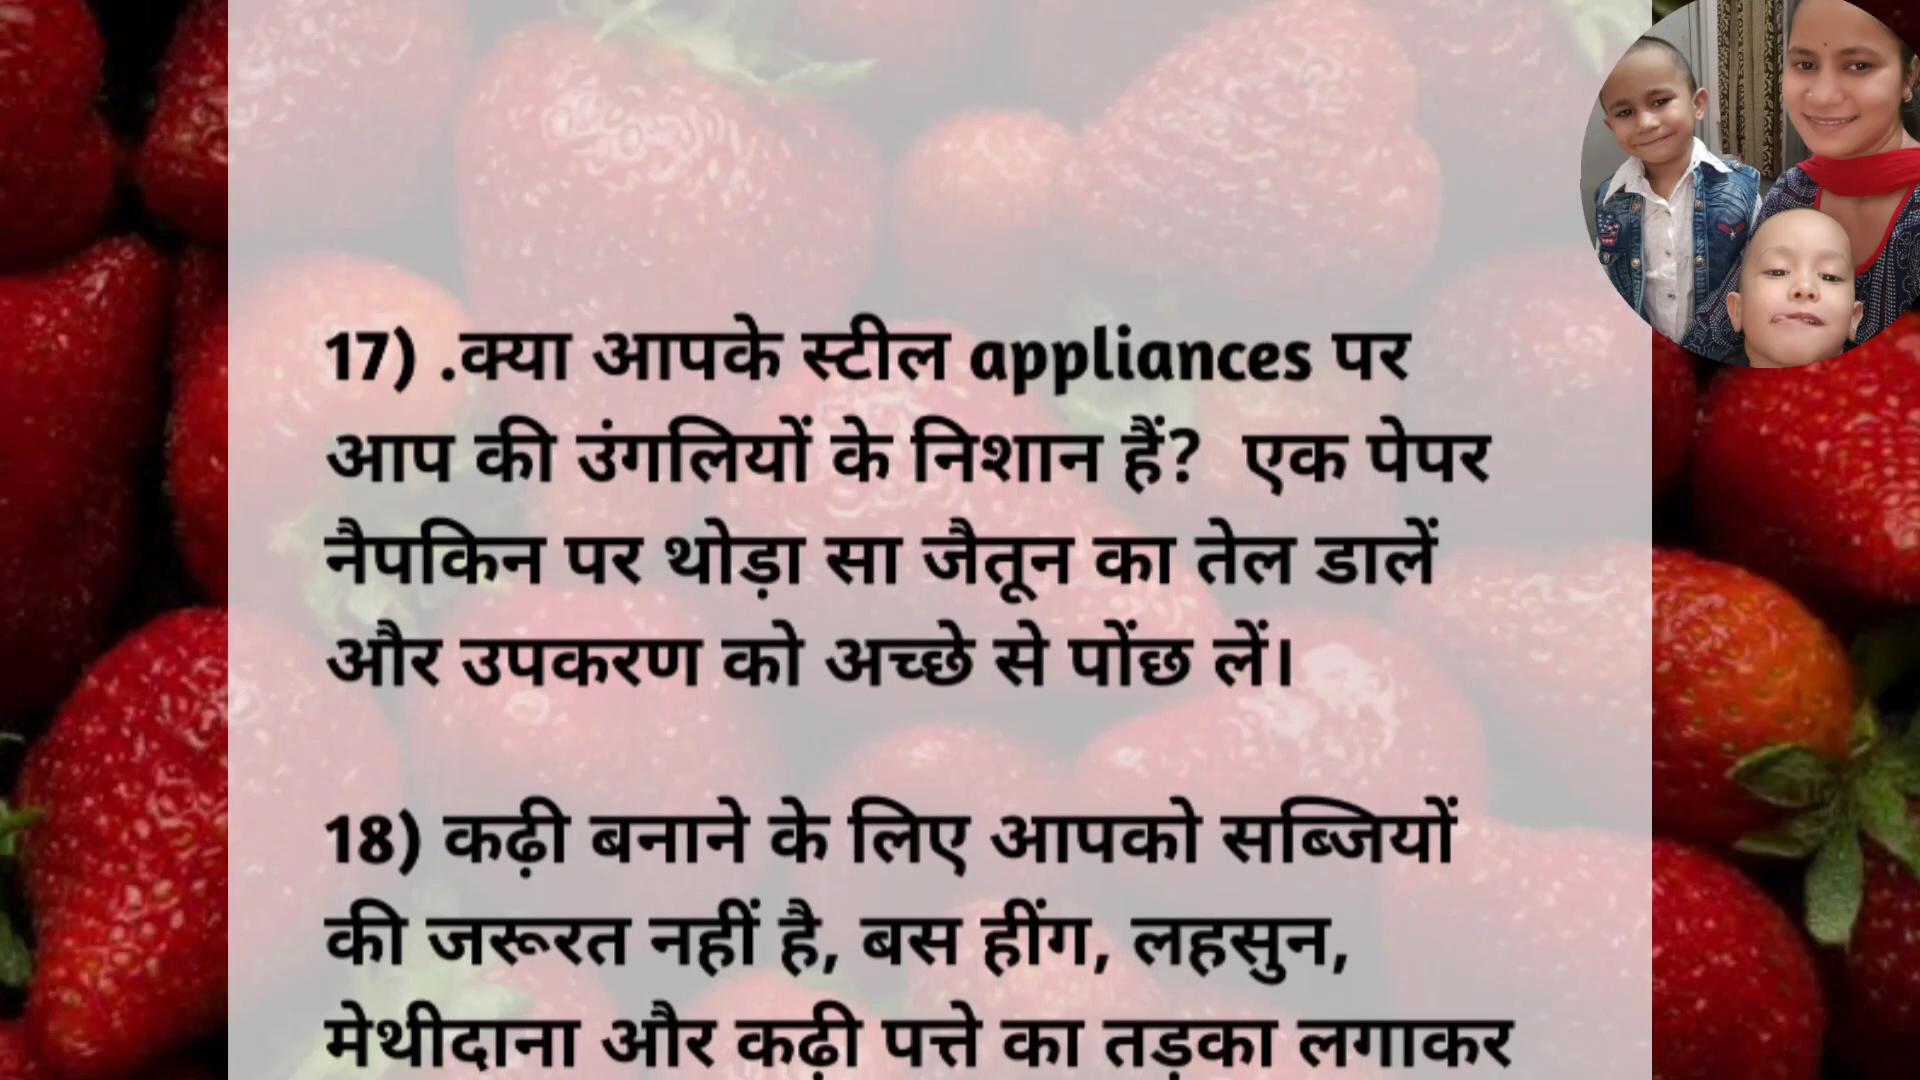 17) .क्या आपके स्टील appliances पर
आप की उंगलियों के निशान हैं? एक पेपर
नैपकिन पर थोड़ा सा जैतून का तेल डालें
और उपकरण को अच्छे से पोंछ लें।
18) कढ़ी बनाने के लिए आपको सब्जियों
की जरूरत नहीं है, बस हींग, लहसुन,
मेथीदाना और कढ़ी पत्ते का तड़का लगाकर